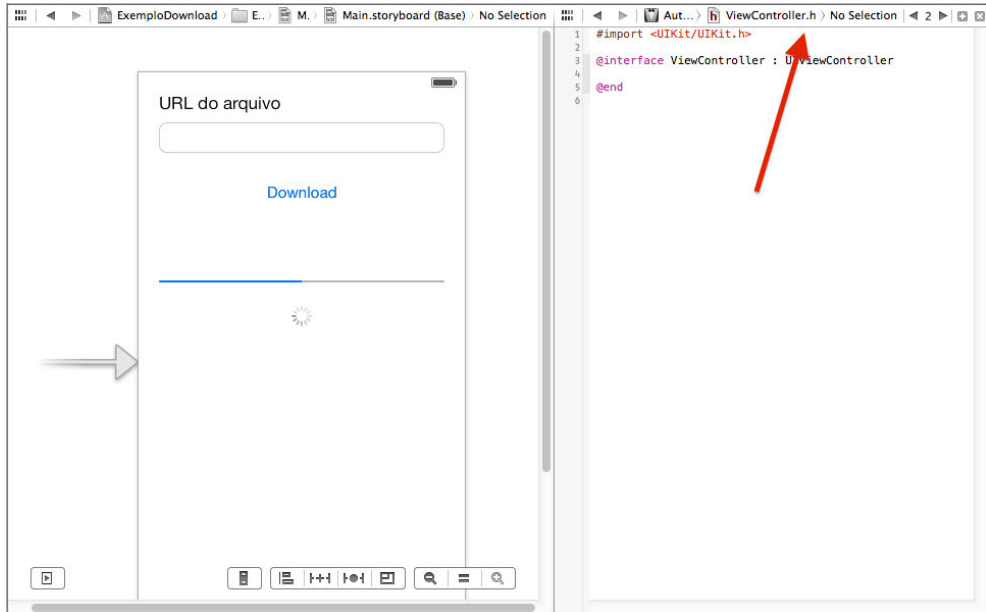 ExemploDownload 〉 E... 〉 M. 〉 Main.storyboard (Base) 〉 No Selection
Aut... 〉 h ViewController.h 〉 No Selection 2
URL do arquivo
Download
1 #import <UIKit/UIKit.h>
2
3 @interface ViewController : UIViewController
4
5 @end
6